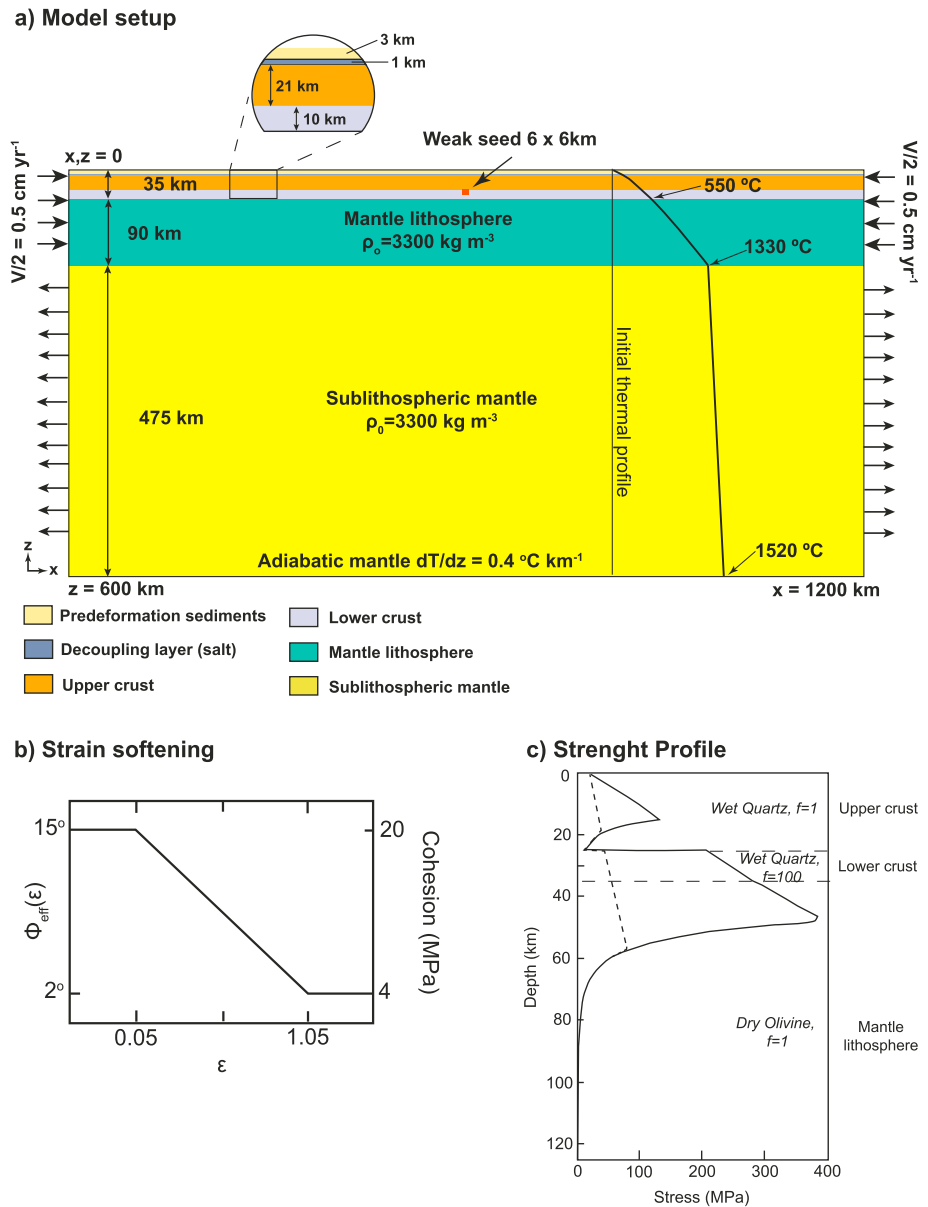 a) Model setup
3 km
1 km
21 km
10 km
Weak seed 6 x 6km
x,z = 0
V/2 = 0.5 cm yr⁻¹
35 km
550 ºC
V/2 = 0.5 cm yr⁻¹
Mantle lithosphere
ρₒ=3300 kg m⁻³
90 km
1330 ºC
Initial thermal profile
Sublithospheric mantle
ρ₀=3300 kg m⁻³
475 km
1520 ºC
Adiabatic mantle dT/dz = 0.4 ºC km⁻¹
z
x
z = 600 km
x = 1200 km
Predeformation sediments
Lower crust
Decoupling layer (salt)
Mantle lithosphere
Upper crust
Sublithospheric mantle
b) Strain softening
15º
20
Φeff(ε)
Cohesion (MPa)
2º
4
0.05
1.05
ε
c) Strenght Profile
0
Wet Quartz, f=1
Upper crust
20
Wet Quartz,
f=100
Lower crust
40
Depth (km)
60
80
Dry Olivine,
f=1
Mantle
lithosphere
100
120
0
100
200
300
400
Stress (MPa)